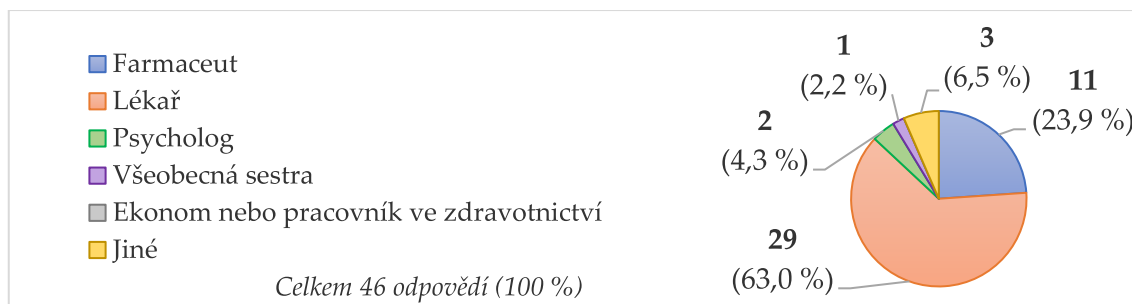 Farmaceut
Lékař
Psycholog
Všeobecná sestra
Ekonom nebo pracovník ve zdravotnictví
Jiné
Celkem 46 odpovědí (100 %)
1
(2,2 %)
3
(6,5 %)
11
(23,9 %)
2
(4,3 %)
29
(63,0 %)